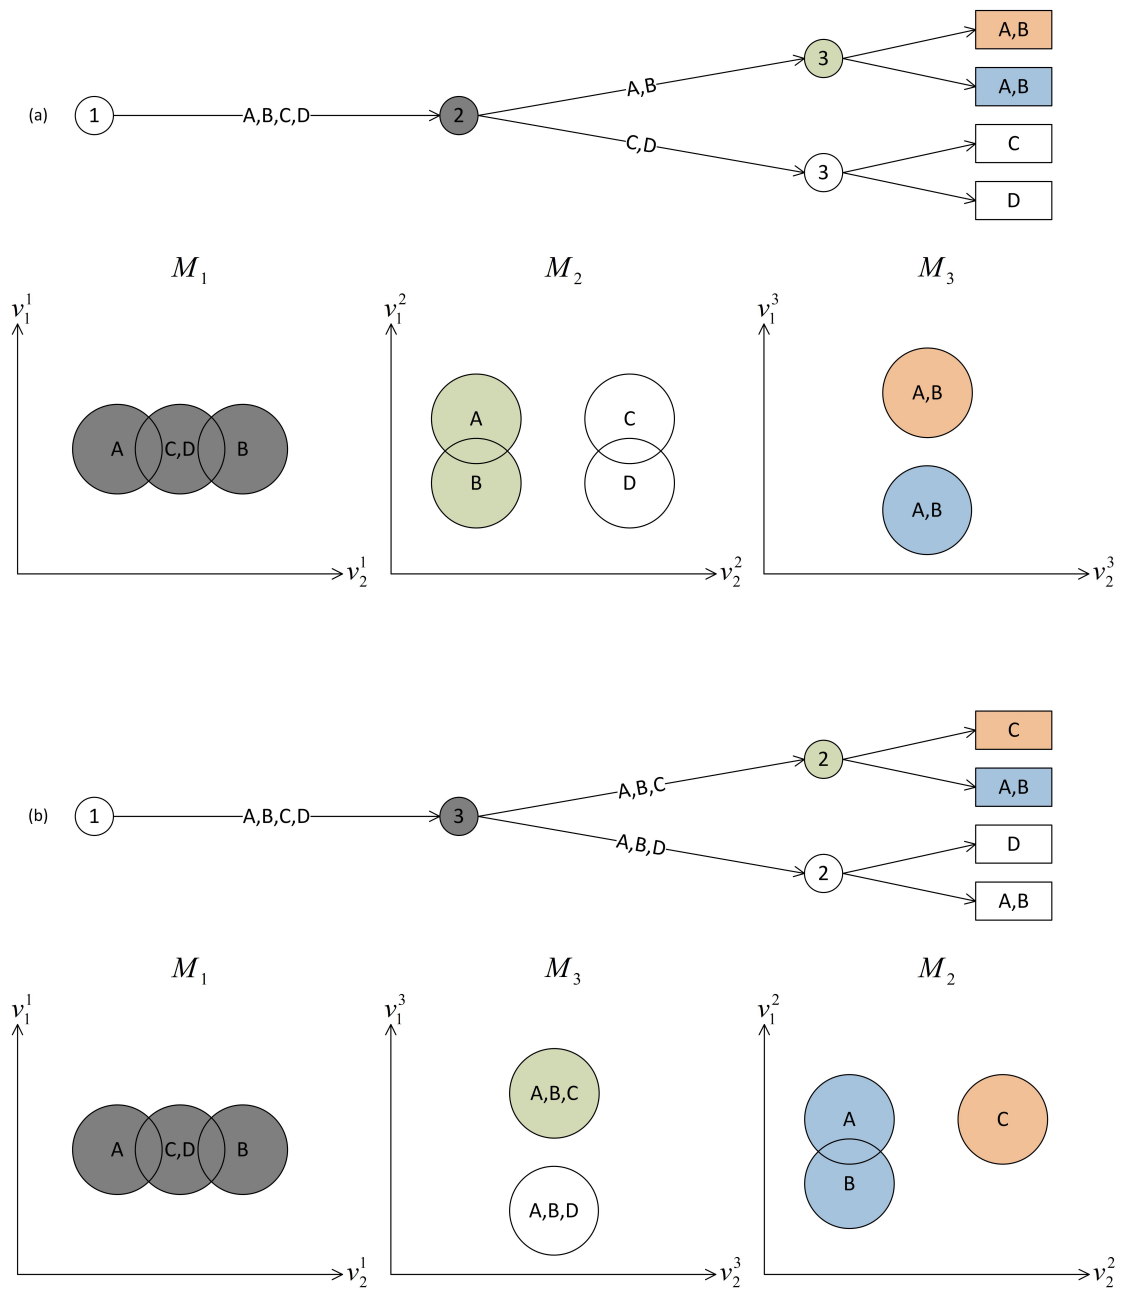 A,B
3
A,B
A,B
(a)
1
A,B,C,D
2
C,D
C
3
D
M₁
M₂
M₃
v₁¹
v₁²
v₁³
A
C,D
B
A
B
C
D
A,B
A,B
v₂¹
v₂²
v₂³
C
2
A,B,C
A,B
(b)
1
A,B,C,D
3
A,B,D
D
2
A,B
M₁
M₃
M₂
v₁¹
v₁³
v₁²
A
C,D
B
A,B,C
A,B,D
A
B
C
v₂¹
v₂³
v₂²